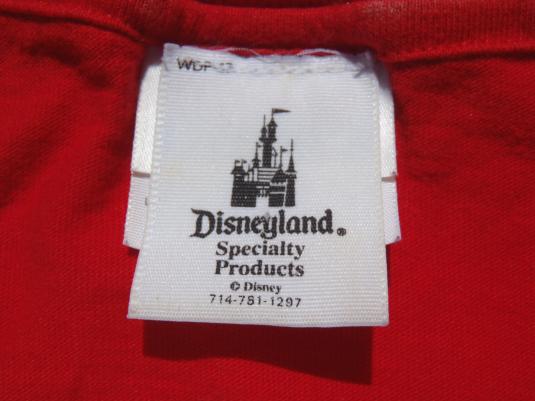 Disneyland®
Specialty
Products
© Disney
714-781-1297